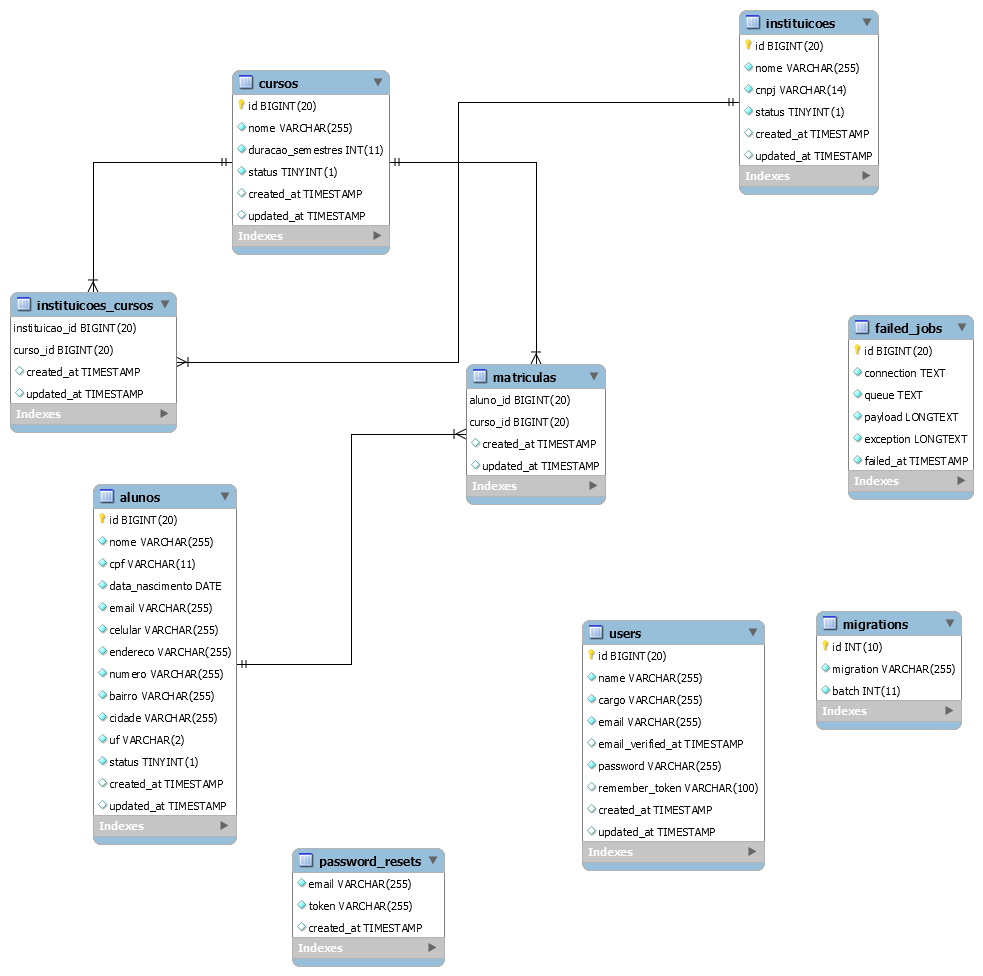 instituicoes
id BIGINT(20)
nome VARCHAR(255)
cnpj VARCHAR(14)
status TINYINT(1)
created_at TIMESTAMP
updated_at TIMESTAMP
Indexes
cursos
id BIGINT(20)
nome VARCHAR(255)
duracao_semestres INT(11)
status TINYINT(1)
created_at TIMESTAMP
updated_at TIMESTAMP
Indexes
instituicoes_cursos
instituicao_id BIGINT(20)
curso_id BIGINT(20)
created_at TIMESTAMP
updated_at TIMESTAMP
Indexes
failed_jobs
id BIGINT(20)
connection TEXT
queue TEXT
payload LONGTEXT
exception LONGTEXT
failed_at TIMESTAMP
Indexes
matriculas
aluno_id BIGINT(20)
curso_id BIGINT(20)
created_at TIMESTAMP
updated_at TIMESTAMP
Indexes
alunos
id BIGINT(20)
nome VARCHAR(255)
cpf VARCHAR(11)
data_nascimento DATE
email VARCHAR(255)
celular VARCHAR(255)
endereco VARCHAR(255)
numero VARCHAR(255)
bairro VARCHAR(255)
cidade VARCHAR(255)
uf VARCHAR(2)
status TINYINT(1)
created_at TIMESTAMP
updated_at TIMESTAMP
Indexes
users
id BIGINT(20)
name VARCHAR(255)
cargo VARCHAR(255)
email VARCHAR(255)
email_verified_at TIMESTAMP
password VARCHAR(255)
remember_token VARCHAR(100)
created_at TIMESTAMP
updated_at TIMESTAMP
Indexes
migrations
id INT(10)
migration VARCHAR(255)
batch INT(11)
Indexes
password_resets
email VARCHAR(255)
token VARCHAR(255)
created_at TIMESTAMP
Indexes